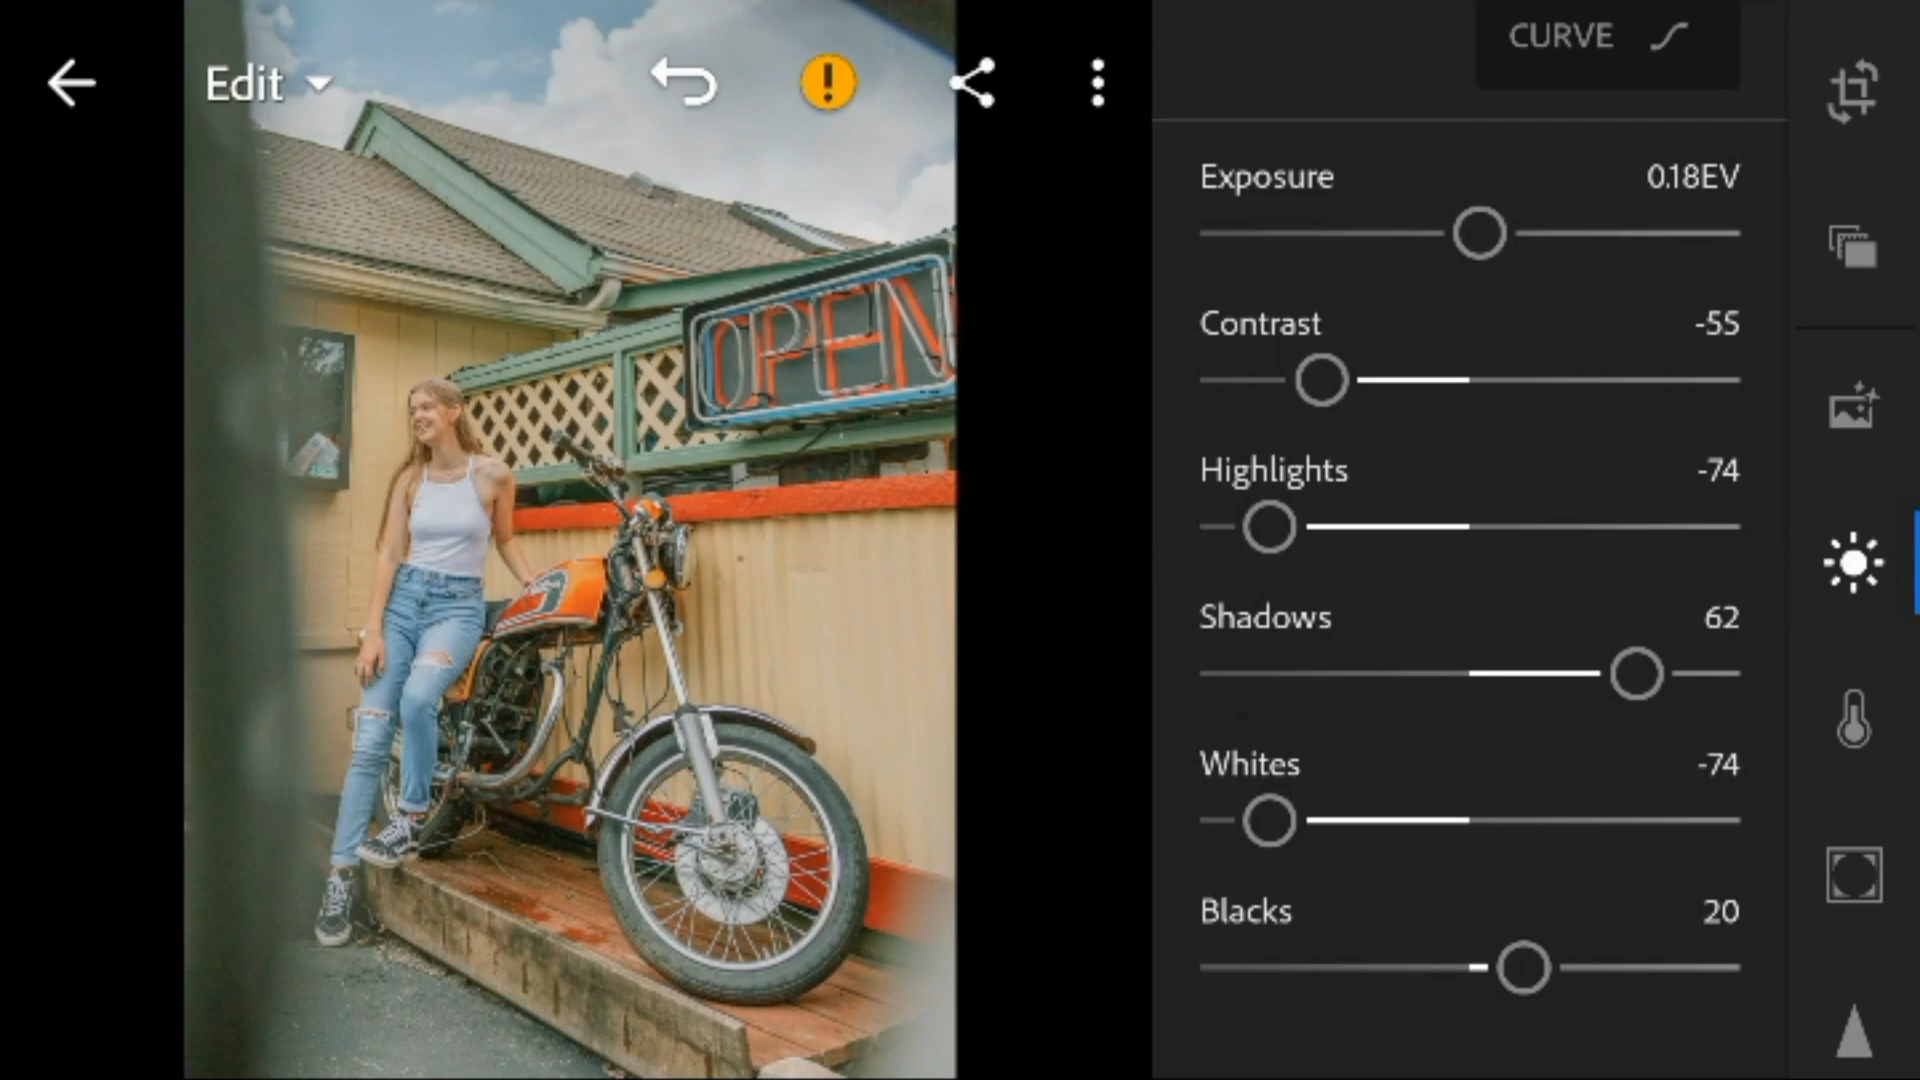 Edit
CURVE
OPEN
Exposure 0.18EV
Contrast -55
Highlights -74
Shadows 62
Whites -74
Blacks 20